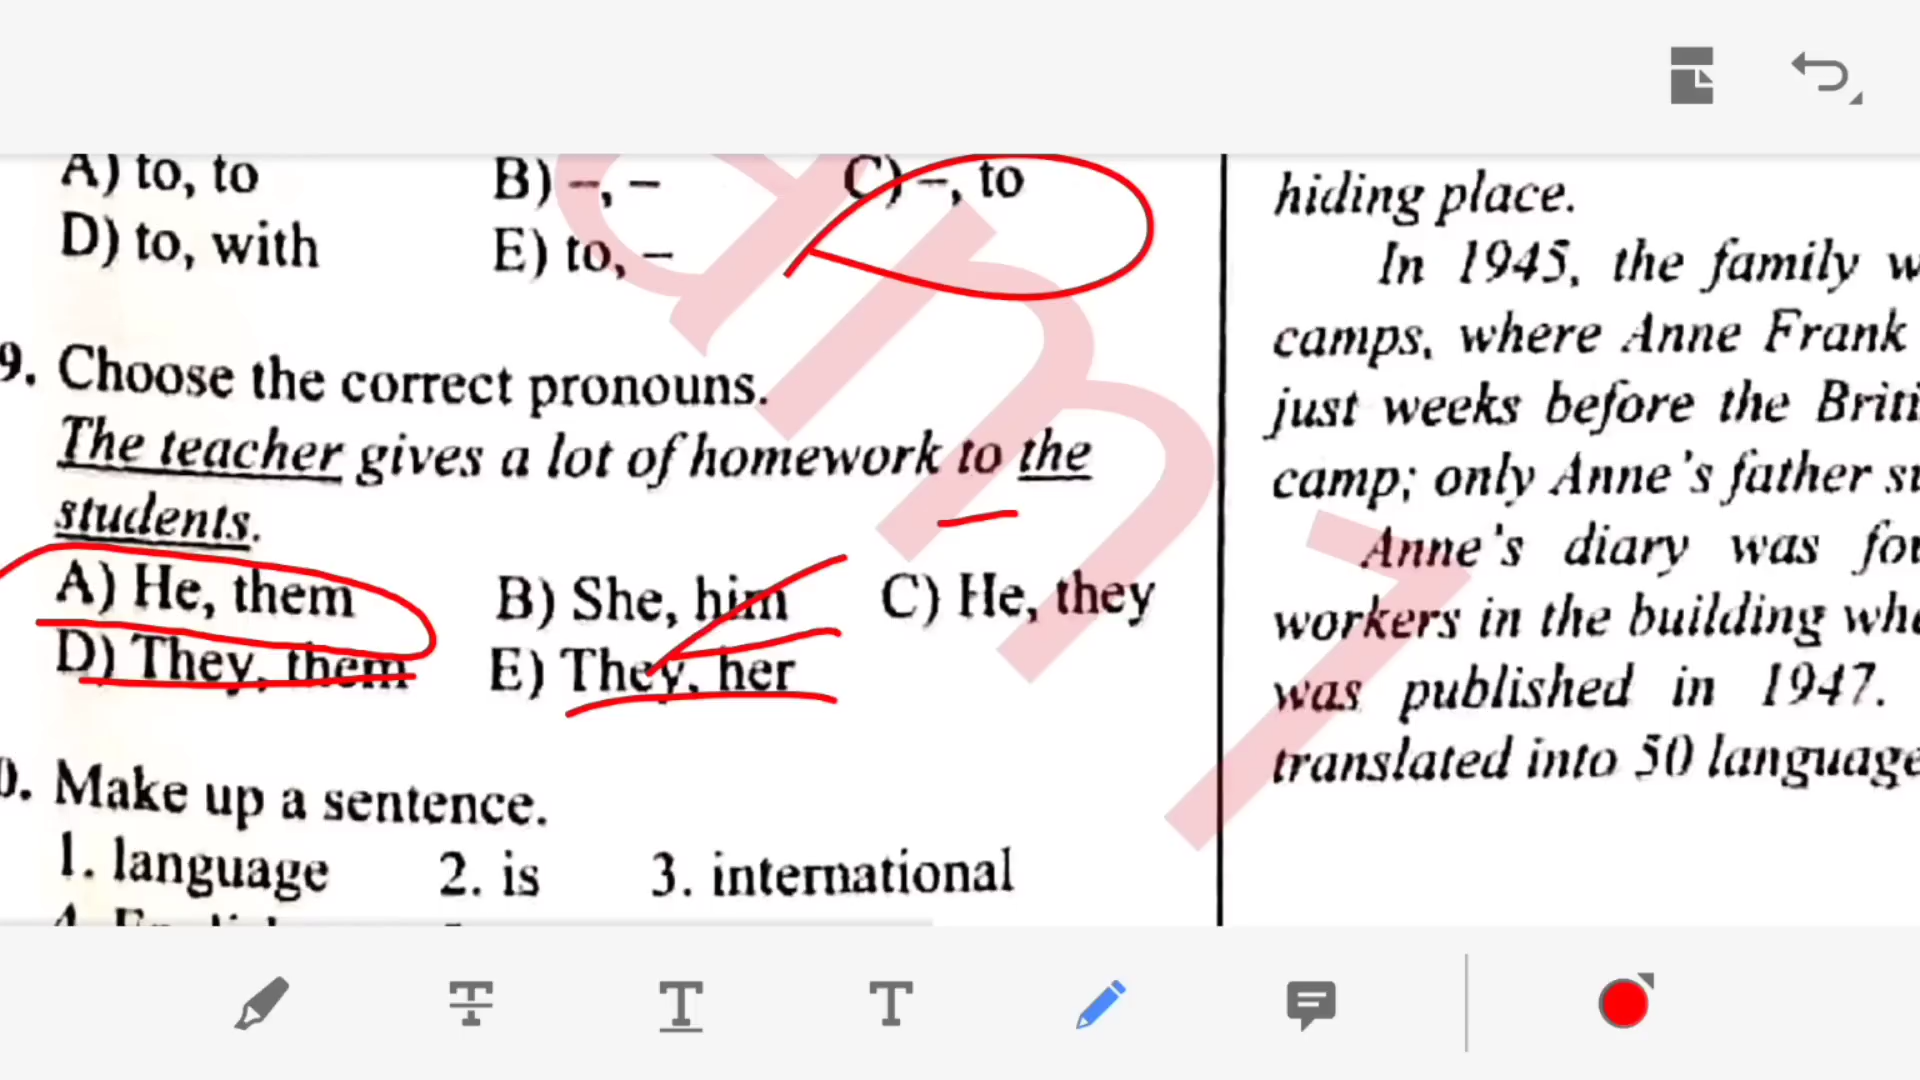 A) to, to B) –, – C) –, to
D) to, with E) to, –
9. Choose the correct pronouns.
The teacher gives a lot of homework to the
students.
A) He, them B) She, him C) He, they
D) They, them E) They, her
0. Make up a sentence.
1. language 2. is 3. international
hiding place.
In 1945, the family w
camps, where Anne Frank
just weeks before the Briti
camp; only Anne's father su
Anne's diary was fou
workers in the building whe
was published in 1947.
translated into 50 language